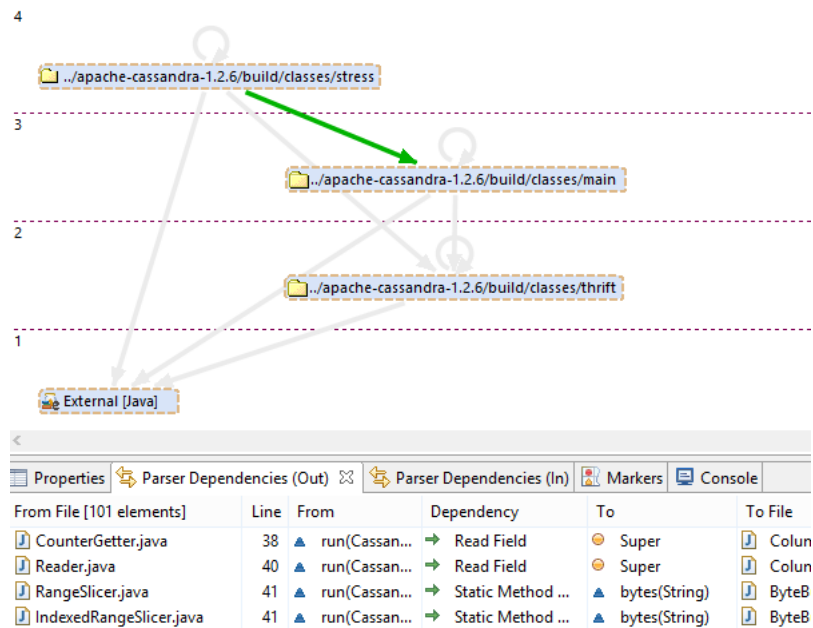 4
../apache-cassandra-1.2.6/build/classes/stress
3
../apache-cassandra-1.2.6/build/classes/main
2
../apache-cassandra-1.2.6/build/classes/thrift
1
External [Java]
Properties Parser Dependencies (Out) Parser Dependencies (In) Markers Console
From File [101 elements] Line From Dependency To To File
CounterGetter.java 38 run(Cassan... Read Field Super Colum
Reader.java 40 run(Cassan... Read Field Super Colum
RangeSlicer.java 41 run(Cassan... Static Method ... bytes(String) ByteB
IndexedRangeSlicer.java 41 run(Cassan... Static Method ... bytes(String) ByteB